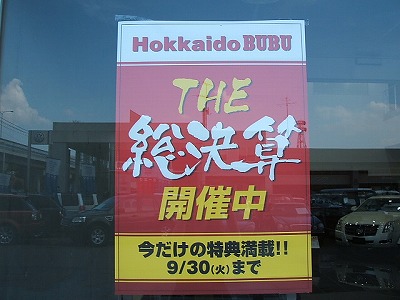 Hokkaido BUBU
THE
総決算
開催中
今だけの特典満載!!
9/30(火)まで